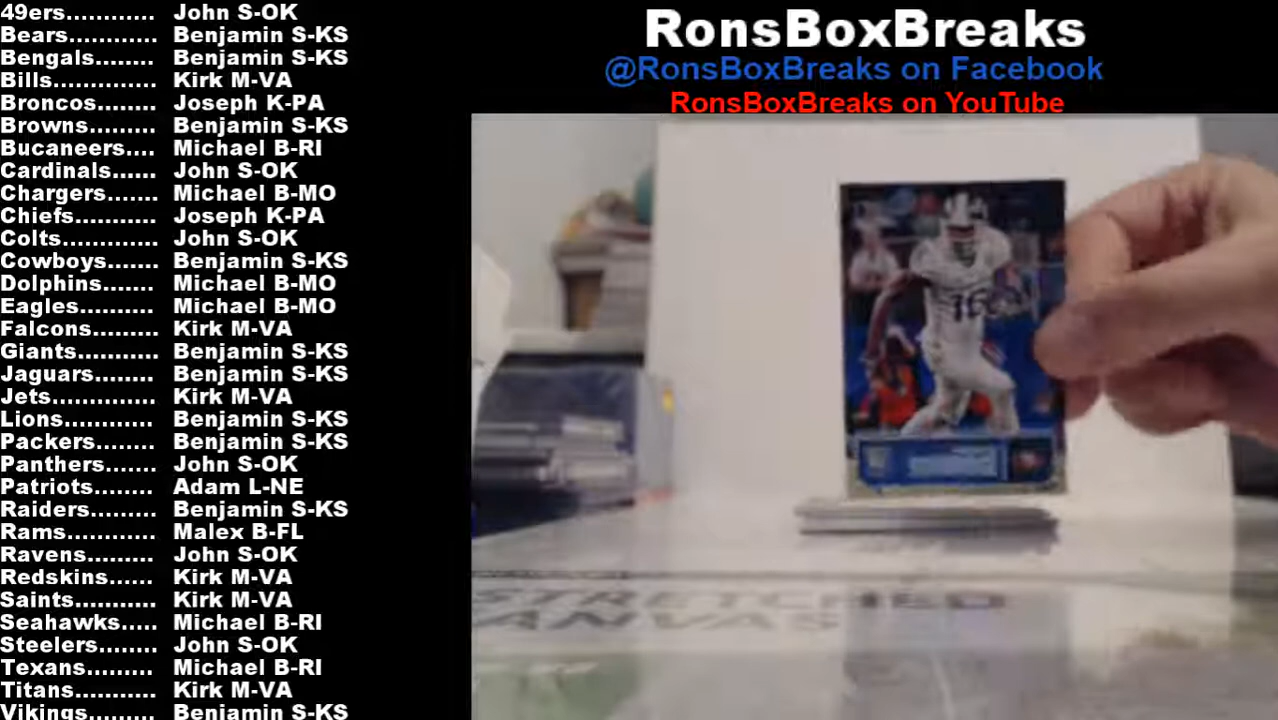 49ers............ John S-OK
Bears............ Benjamin S-KS
Bengals........ Benjamin S-KS
Bills............... Kirk M-VA
Broncos........ Joseph K-PA
Browns......... Benjamin S-KS
Bucaneers.... Michael B-RI
Cardinals...... John S-OK
Chargers....... Michael B-MO
Chiefs........... Joseph K-PA
Colts............. John S-OK
Cowboys....... Benjamin S-KS
Dolphins....... Michael B-MO
Eagles.......... Michael B-MO
Falcons......... Kirk M-VA
Giants........... Benjamin S-KS
Jaguars........ Benjamin S-KS
Jets.............. Kirk M-VA
Lions............ Benjamin S-KS
Packers........ Benjamin S-KS
Panthers....... John S-OK
Patriots........ Adam L-NE
Raiders......... Benjamin S-KS
Rams............ Malex B-FL
Ravens......... John S-OK
Redskins...... Kirk M-VA
Saints........... Kirk M-VA
Seahawks..... Michael B-RI
Steelers........ John S-OK
Texans......... Michael B-RI
Titans........... Kirk M-VA
Vikings......... Benjamin S-KS
RonsBoxBreaks
@RonsBoxBreaks on Facebook
RonsBoxBreaks on YouTube
16
STRETCHED
CANVAS